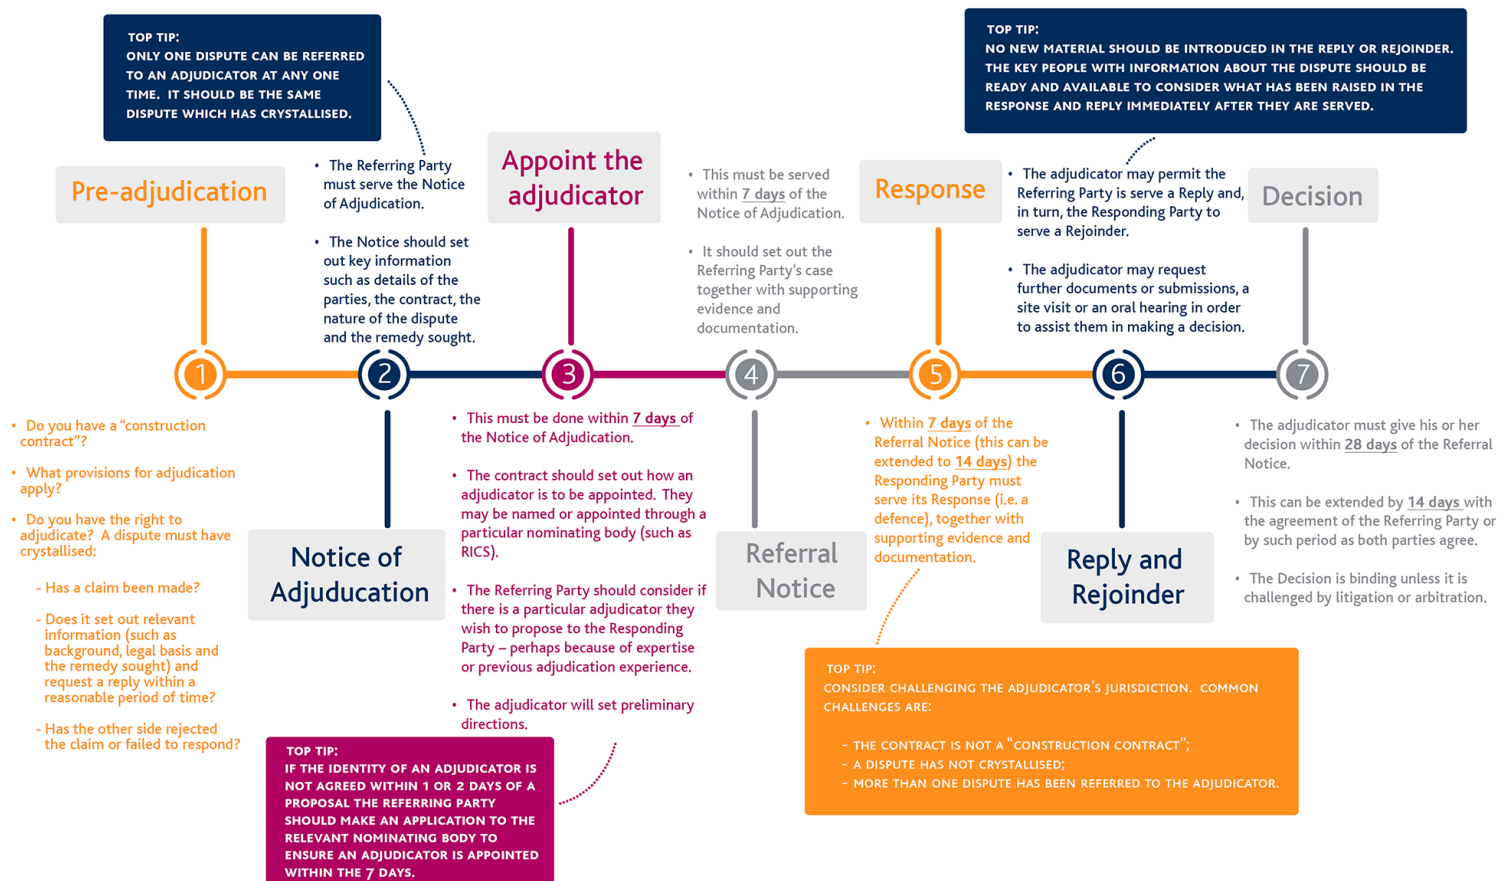 TOP TIP:
ONLY ONE DISPUTE CAN BE REFERRED
TO AN ADJUDICATOR AT ANY ONE
TIME. IT SHOULD BE THE SAME
DISPUTE WHICH HAS CRYSTALLISED.
TOP TIP:
NO NEW MATERIAL SHOULD BE INTRODUCED IN THE REPLY OR REJOINDER.
THE KEY PEOPLE WITH INFORMATION ABOUT THE DISPUTE SHOULD BE
READY AND AVAILABLE TO CONSIDER WHAT HAS BEEN RAISED IN THE
RESPONSE AND REPLY IMMEDIATELY AFTER THEY ARE SERVED.
Pre-adjudication
1
• Do you have a “construction
contract”?
• What provisions for adjudication
apply?
• Do you have the right to
adjudicate? A dispute must have
crystallised:
- Has a claim been made?
- Does it set out relevant
information (such as
background, legal basis and
the remedy sought) and
request a reply within a
reasonable period of time?
- Has the other side rejected
the claim or failed to respond?
• The Referring Party
must serve the Notice
of Adjudication.
• The Notice should set
out key information
such as details of the
parties, the contract, the
nature of the dispute
and the remedy sought.
2
Notice of
Adjuducation
Appoint the
adjudicator
3
• This must be done within 7 days of
the Notice of Adjudication.
• The contract should set out how an
adjudicator is to be appointed. They
may be named or appointed through a
particular nominating body (such as
RICS).
• The Referring Party should consider if
there is a particular adjudicator they
wish to propose to the Responding
Party – perhaps because of expertise
or previous adjudication experience.
• The adjudicator will set preliminary
directions.
TOP TIP:
IF THE IDENTITY OF AN ADJUDICATOR IS
NOT AGREED WITHIN 1 OR 2 DAYS OF A
PROPOSAL THE REFERRING PARTY
SHOULD MAKE AN APPLICATION TO THE
RELEVANT NOMINATING BODY TO
ENSURE AN ADJUDICATOR IS APPOINTED
WITHIN THE 7 DAYS.
• This must be served
within 7 days of the
Notice of Adjudication.
• It should set out the
Referring Party’s case
together with supporting
evidence and
documentation.
4
Referral
Notice
Response
5
• Within 7 days of the
Referral Notice (this can be
extended to 14 days) the
Responding Party must
serve its Response (i.e. a
defence), together with
supporting evidence and
documentation.
TOP TIP:
CONSIDER CHALLENGING THE ADJUDICATOR’S JURISDICTION. COMMON
CHALLENGES ARE:
- THE CONTRACT IS NOT A “CONSTRUCTION CONTRACT”;
- A DISPUTE HAS NOT CRYSTALLISED;
- MORE THAN ONE DISPUTE HAS BEEN REFERRED TO THE ADJUDICATOR.
• The adjudicator may permit the
Referring Party is serve a Reply and,
in turn, the Responding Party to
serve a Rejoinder.
• The adjudicator may request
further documents or submissions, a
site visit or an oral hearing in order
to assist them in making a decision.
6
Reply and
Rejoinder
Decision
7
• The adjudicator must give his or her
decision within 28 days of the Referral
Notice.
• This can be extended by 14 days with
the agreement of the Referring Party or
by such period as both parties agree.
• The Decision is binding unless it is
challenged by litigation or arbitration.